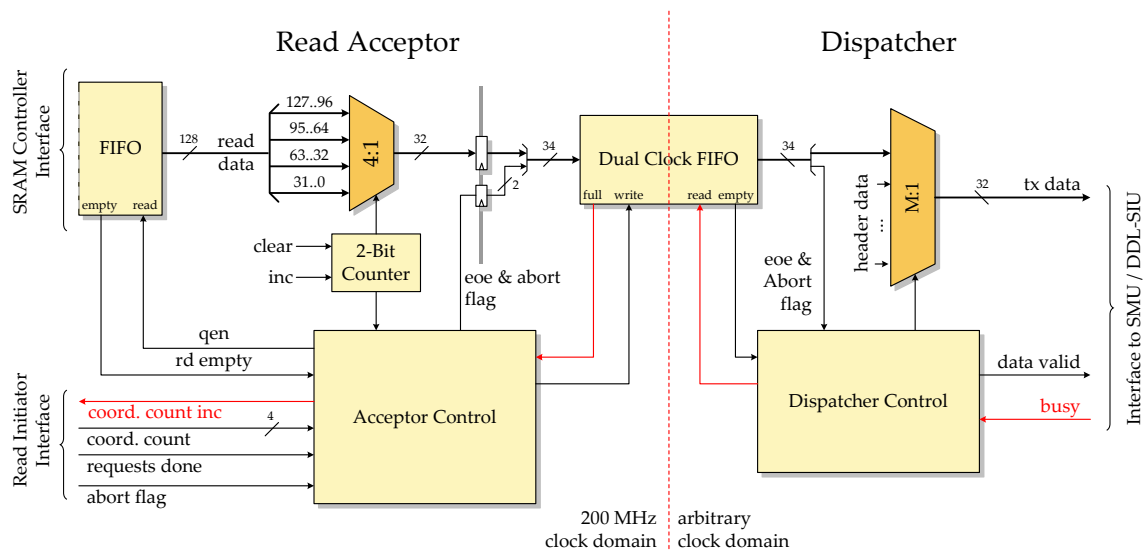 Read Acceptor
Dispatcher
SRAM Controller
Interface
FIFO
empty
read
128
read
data
127..96
95..64
63..32
31..0
4:1
32
2
34
Dual Clock FIFO
full
write
read
empty
34
header data
...
M:1
32
tx data
clear
inc
2-Bit
Counter
eoe & abort
flag
eoe &
Abort
flag
Interface to SMU / DDL-SIU
qen
rd empty
Read Initiator
Interface
coord. count inc
4
coord. count
requests done
abort flag
Acceptor Control
Dispatcher Control
data valid
busy
200 MHz
clock domain
arbitrary
clock domain